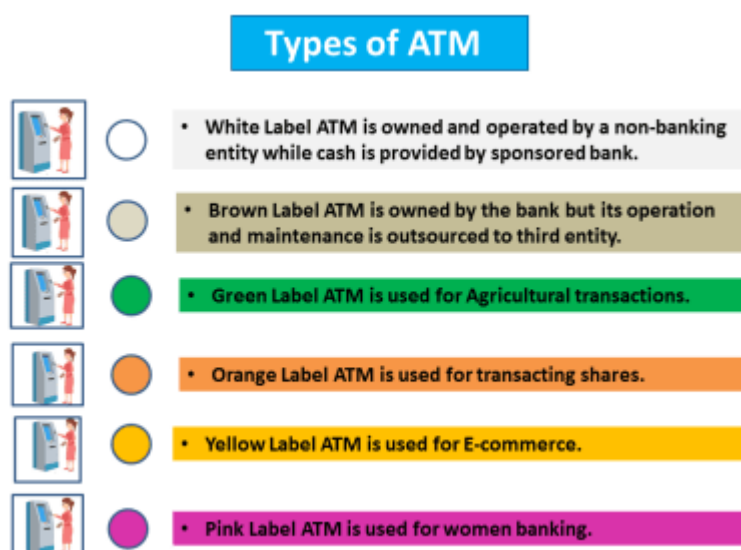 Types of ATM
• White Label ATM is owned and operated by a non-banking
entity while cash is provided by sponsored bank.
• Brown Label ATM is owned by the bank but its operation
and maintenance is outsourced to third entity.
• Green Label ATM is used for Agricultural transactions.
• Orange Label ATM is used for transacting shares.
• Yellow Label ATM is used for E-commerce.
• Pink Label ATM is used for women banking.